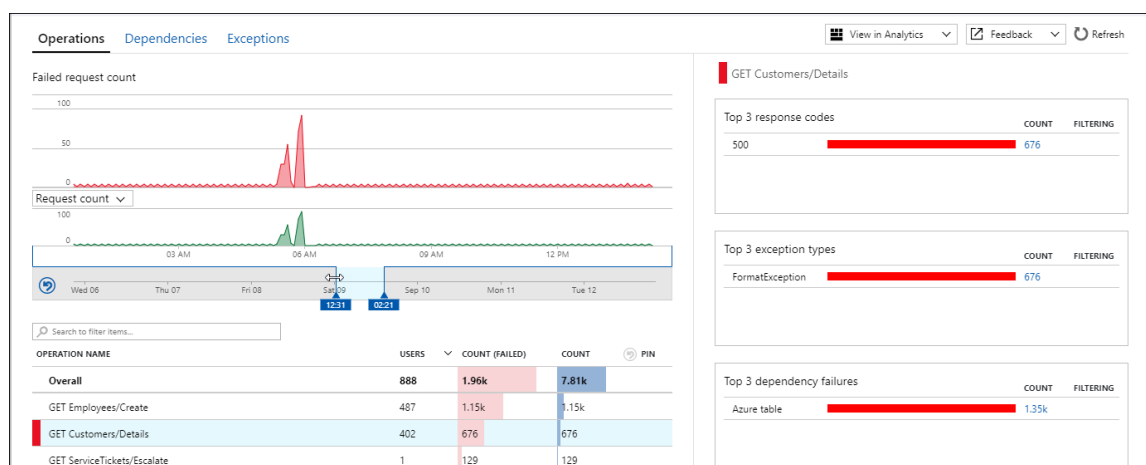 Operations Dependencies Exceptions
View in Analytics Feedback Refresh
Failed request count
100
50
0
Request count
100
0
03 AM 06 AM 09 AM 12 PM
Wed 06 Thu 07 Fri 08 Sat 09 Sep 10 Mon 11 Tue 12
12:31 02:21
Search to filter items...
OPERATION NAME USERS COUNT (FAILED) COUNT PIN
Overall 888 1.96k 7.81k
GET Employees/Create 487 1.15k 1.15k
GET Customers/Details 402 676 676
GET ServiceTickets/Escalate 1 129 129
GET Customers/Details
Top 3 response codes COUNT FILTERING
500 676
Top 3 exception types COUNT FILTERING
FormatException 676
Top 3 dependency failures COUNT FILTERING
Azure table 1.35k